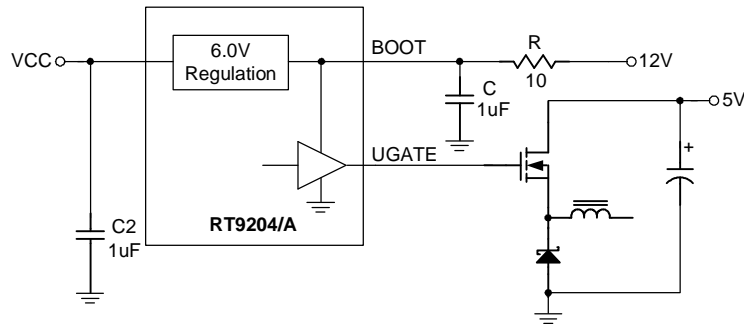 VCC
6.0V
Regulation
BOOT
R
10
12V
C
1uF
5V
+
UGATE
RT9204/A
C2
1uF